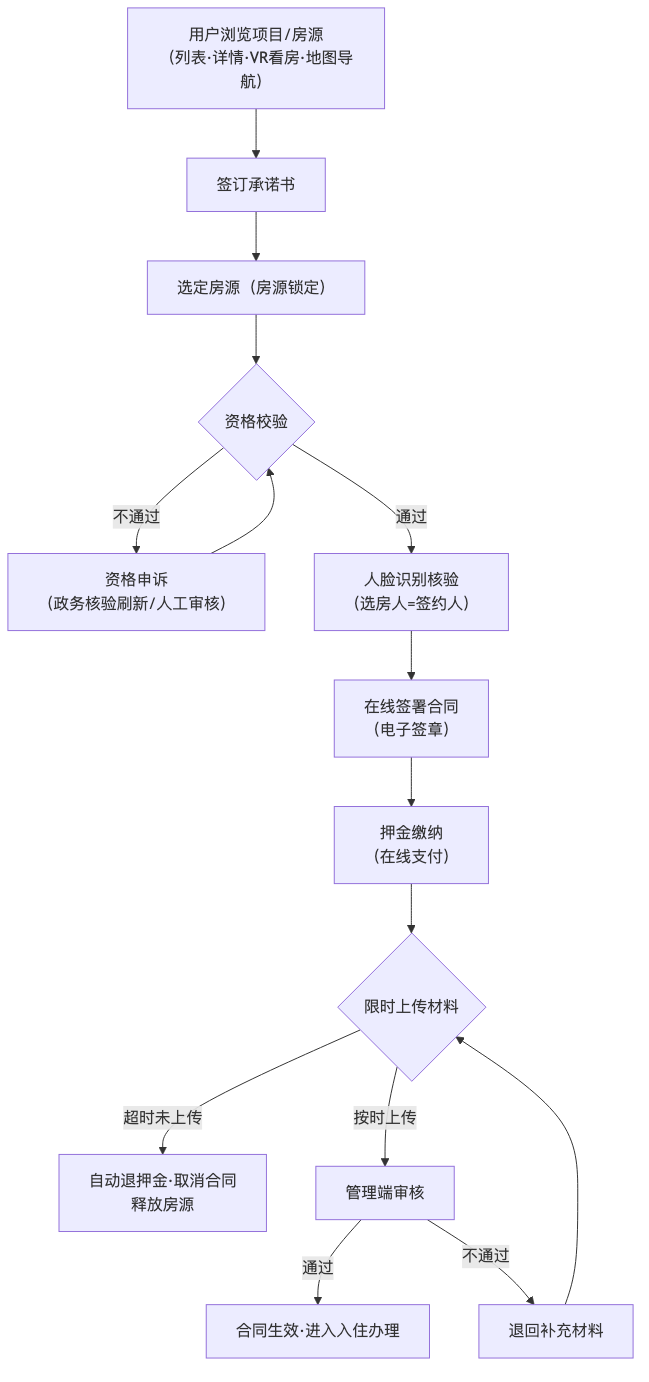 用户浏览项目/房源
（列表·详情·VR看房·地图导
航）
签订承诺书
选定房源（房源锁定）
资格校验
不通过
通过
资格申诉
（政务核验刷新/人工审核）
人脸识别核验
（选房人=签约人）
在线签署合同
（电子签章）
押金缴纳
（在线支付）
限时上传材料
超时未上传
按时上传
自动退押金·取消合同
释放房源
管理端审核
通过
不通过
合同生效·进入入住办理
退回补充材料